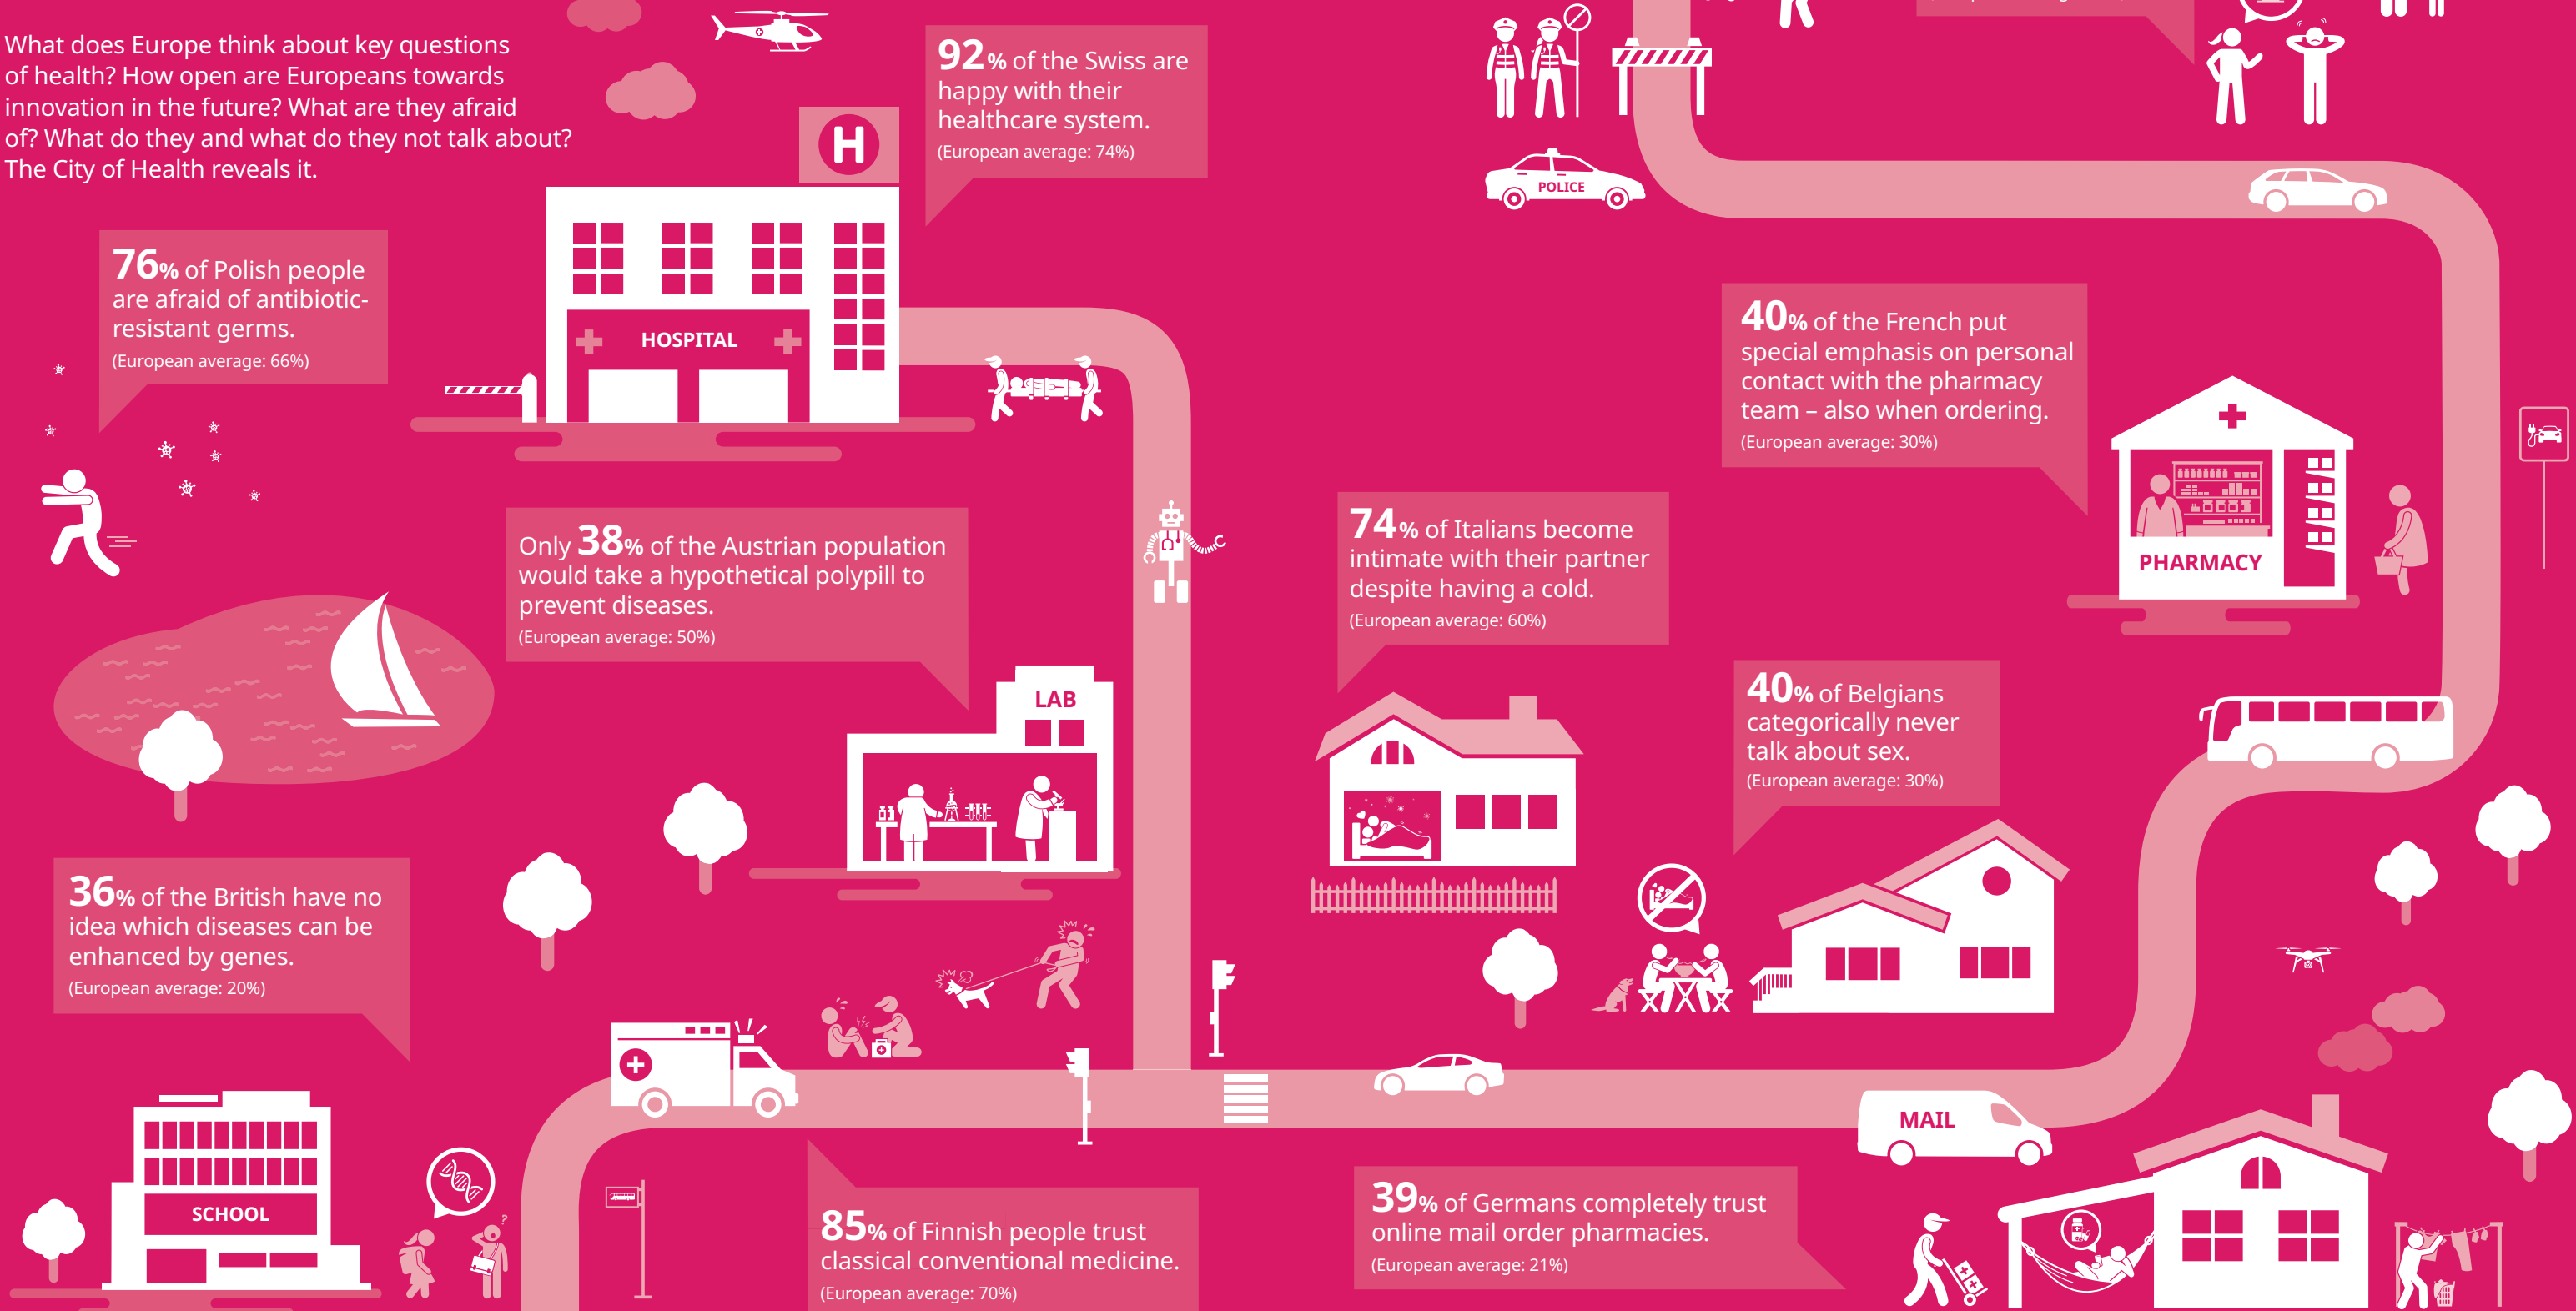 What does Europe think about key questions
of health? How open are Europeans towards
innovation in the future? What are they afraid
of? What do they and what do they not talk about?
The City of Health reveals it.
92% of the Swiss are
happy with their
healthcare system.
(European average: 74%)
H
HOSPITAL
76% of Polish people
are afraid of antibiotic-
resistant germs.
(European average: 66%)
POLICE
40% of the French put
special emphasis on personal
contact with the pharmacy
team – also when ordering.
(European average: 30%)
PHARMACY
Only 38% of the Austrian population
would take a hypothetical polypill to
prevent diseases.
(European average: 50%)
LAB
74% of Italians become
intimate with their partner
despite having a cold.
(European average: 60%)
40% of Belgians
categorically never
talk about sex.
(European average: 30%)
36% of the British have no
idea which diseases can be
enhanced by genes.
(European average: 20%)
SCHOOL
?
85% of Finnish people trust
classical conventional medicine.
(European average: 70%)
MAIL
39% of Germans completely trust
online mail order pharmacies.
(European average: 21%)